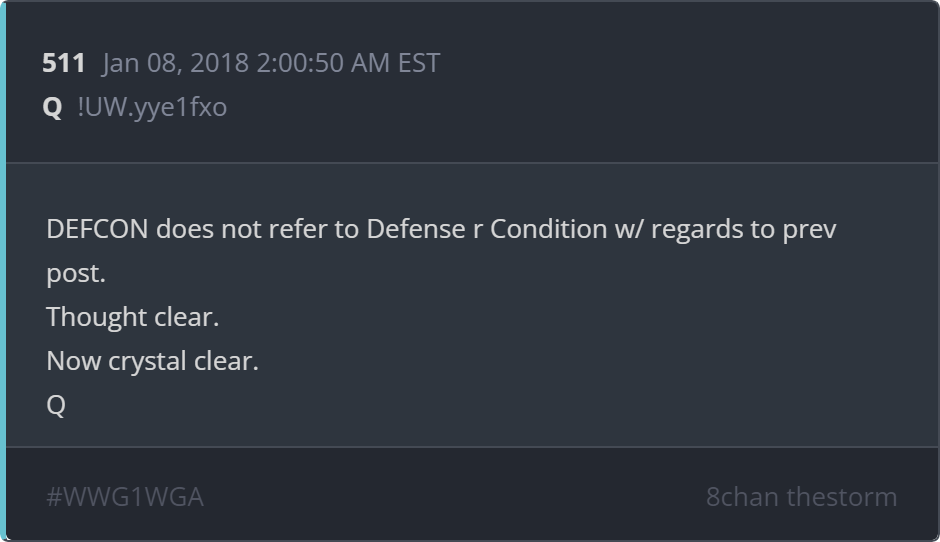 511 Jan 08, 2018 2:00:50 AM EST
Q !UW.yye1fxo
DEFCON does not refer to Defense r Condition w/ regards to prev
post.
Thought clear.
Now crystal clear.
Q
#WWG1WGA
8chan thestorm